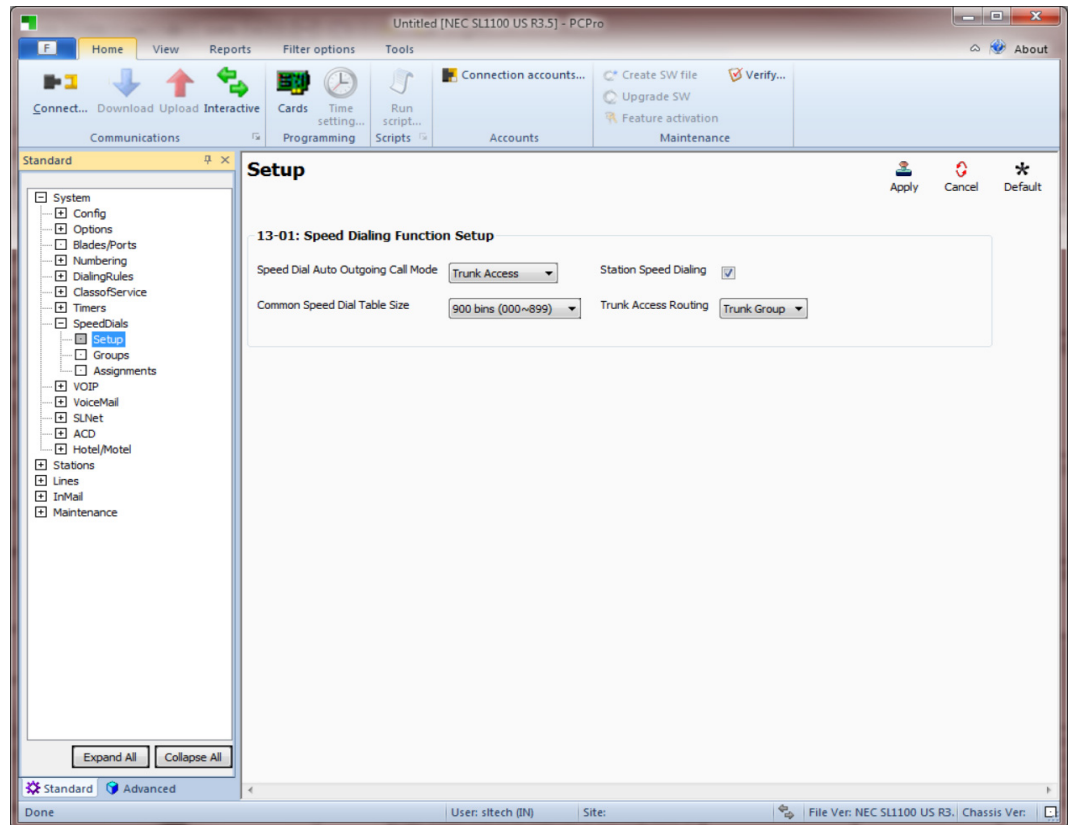 Untitled [NEC SL1100 US R3.5] - PCPro
F Home View Reports Filter options Tools About
Connect... Download Upload Interactive
Communications
Cards Time setting...
Programming
Run script...
Scripts
Connection accounts...
Accounts
Create SW file Verify...
Upgrade SW
Feature activation
Maintenance
Standard
System
Config
Options
Blades/Ports
Numbering
DialingRules
ClassofService
Timers
SpeedDials
Setup
Groups
Assignments
VOIP
VoiceMail
SLNet
ACD
Hotel/Motel
Stations
Lines
InMail
Maintenance
Expand All Collapse All
Standard Advanced
Setup
Apply Cancel Default
13-01: Speed Dialing Function Setup
Speed Dial Auto Outgoing Call Mode Trunk Access Station Speed Dialing
Common Speed Dial Table Size 900 bins (000~899) Trunk Access Routing Trunk Group
Done User: sltech (IN) Site: File Ver: NEC SL1100 US R3. Chassis Ver: